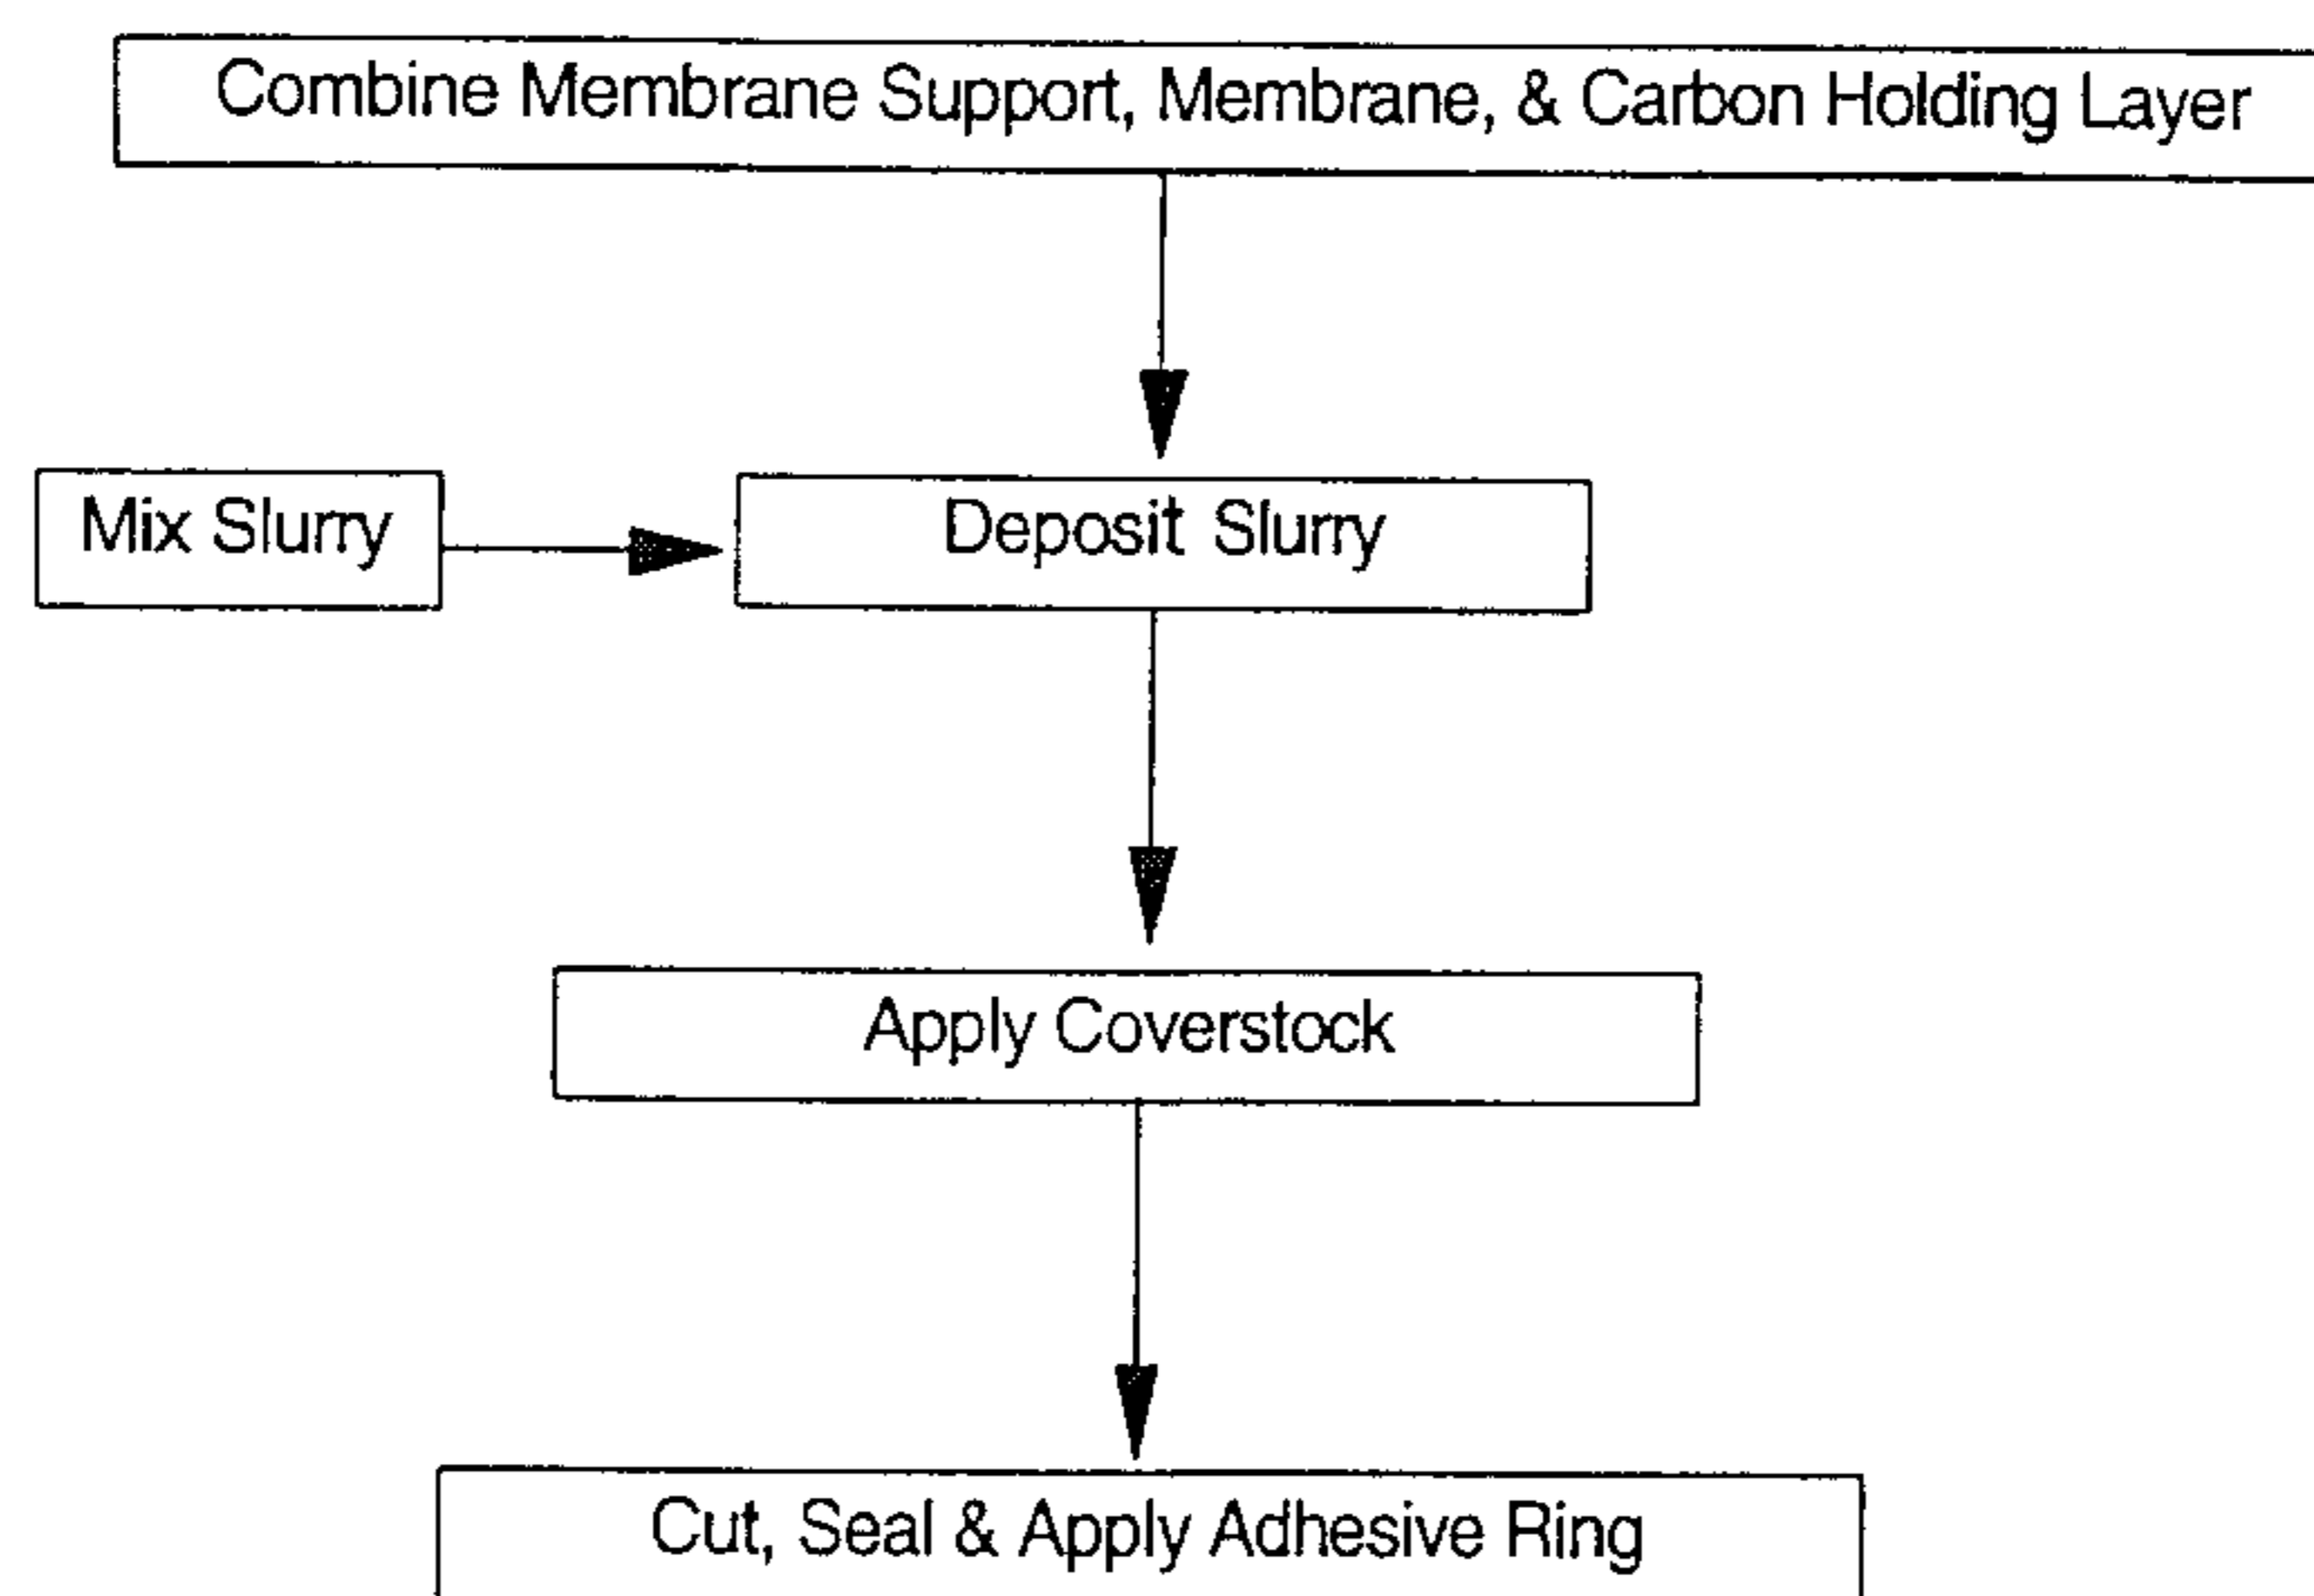 Combine Membrane Support, Membrane, & Carbon Holding Layer
Mix Slurry
Deposit Slurry
Apply Coverstock
Cut, Seal & Apply Adhesive Ring